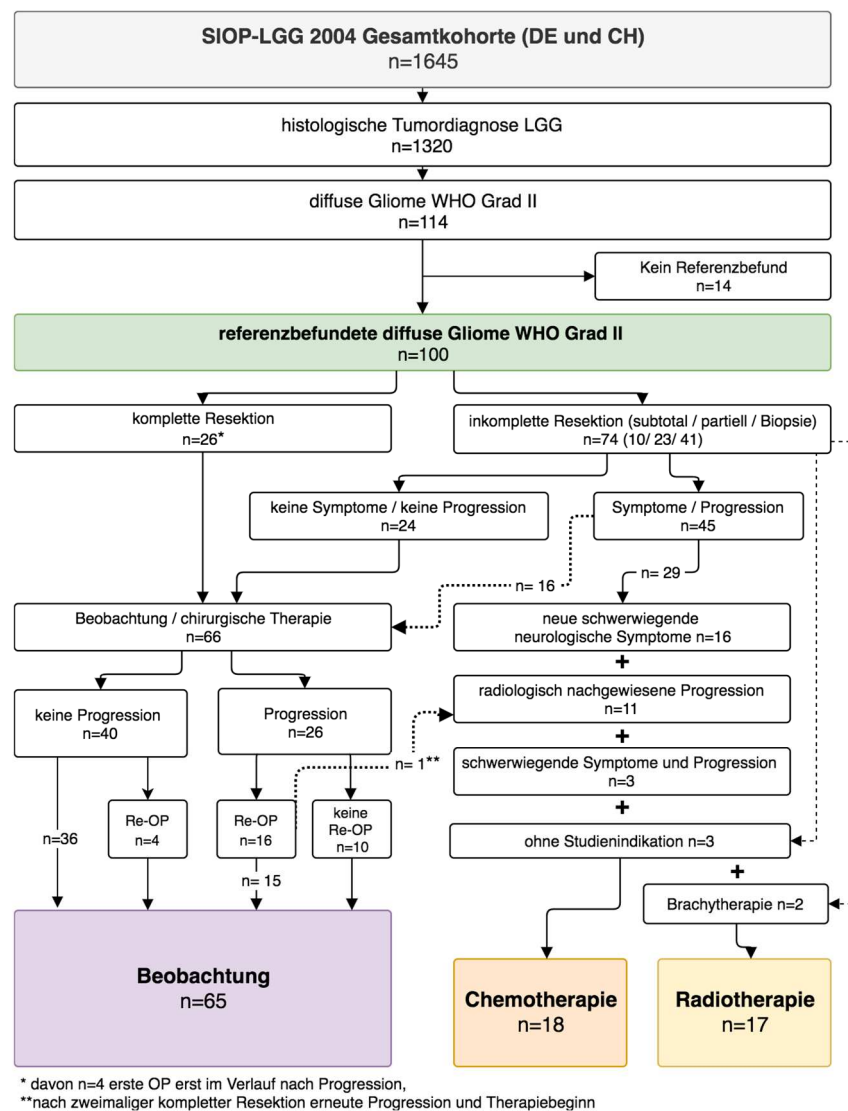 SIOP-LGG 2004 Gesamtkohorte (DE und CH)
n=1645
histologische Tumordiagnose LGG
n=1320
diffuse Gliome WHO Grad II
n=114
Kein Referenzbefund
n=14
referenzbefundete diffuse Gliome WHO Grad II
n=100
komplette Resektion
n=26*
inkomplette Resektion (subtotal / partiell / Biopsie)
n=74 (10/ 23/ 41)
keine Symptome / keine Progression
n=24
Symptome / Progression
n=45
n= 16
n= 29
Beobachtung / chirurgische Therapie
n=66
neue schwerwiegende
neurologische Symptome n=16
+
radiologisch nachgewiesene Progression
n=11
+
keine Progression
n=40
Progression
n=26
n= 1**
schwerwiegende Symptome und Progression
n=3
+
n=36
Re-OP
n=4
Re-OP
n=16
keine
Re-OP
n=10
ohne Studienindikation n=3
+
n= 15
Brachytherapie n=2
Beobachtung
n=65
Chemotherapie
n=18
Radiotherapie
n=17
* davon n=4 erste OP erst im Verlauf nach Progression,
**nach zweimaliger kompletter Resektion erneute Progression und Therapiebeginn